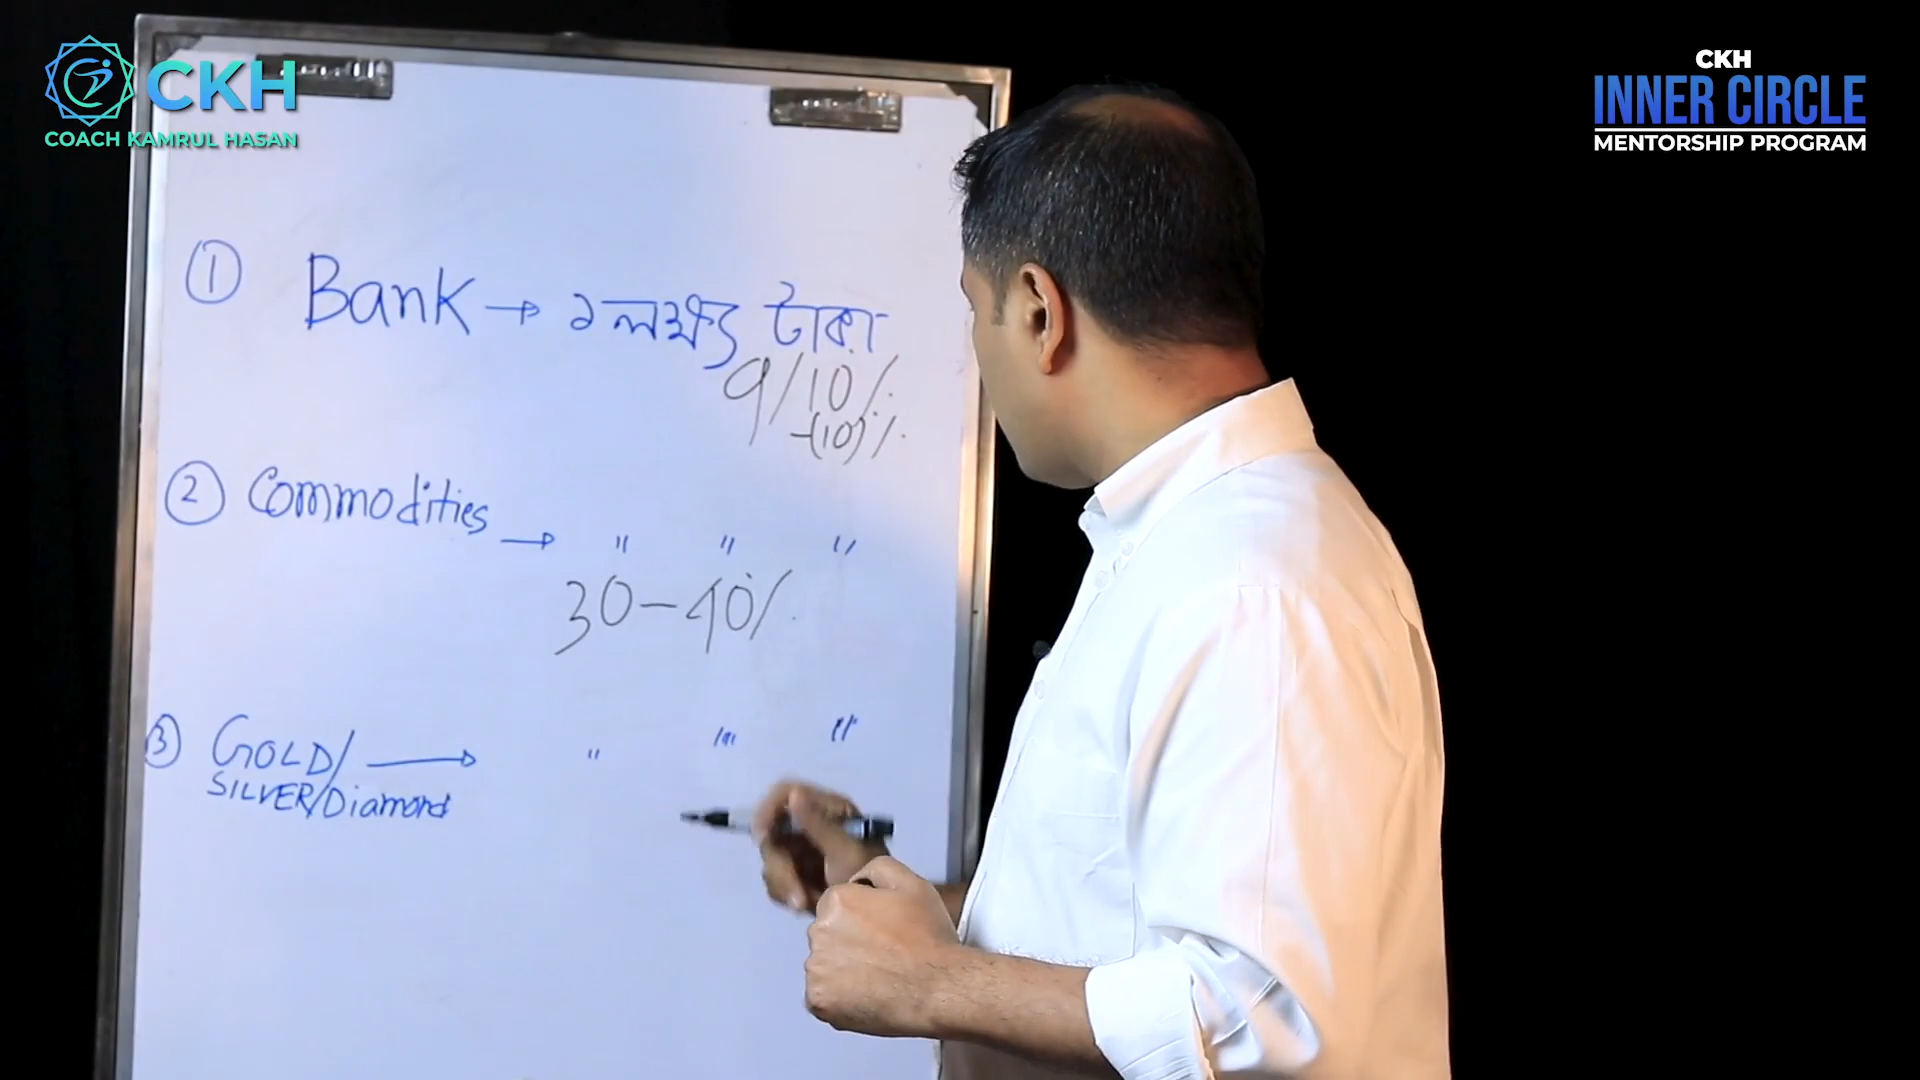 CKH
COACH KAMRUL HASAN
CKH
INNER CIRCLE
MENTORSHIP PROGRAM
1 Bank → ১ লক্ষ্য টাকা
9/10%
-(10)%
2 Commodities → " " "
30-40%
3 GOLD/ → " " "
SILVER/Diamond